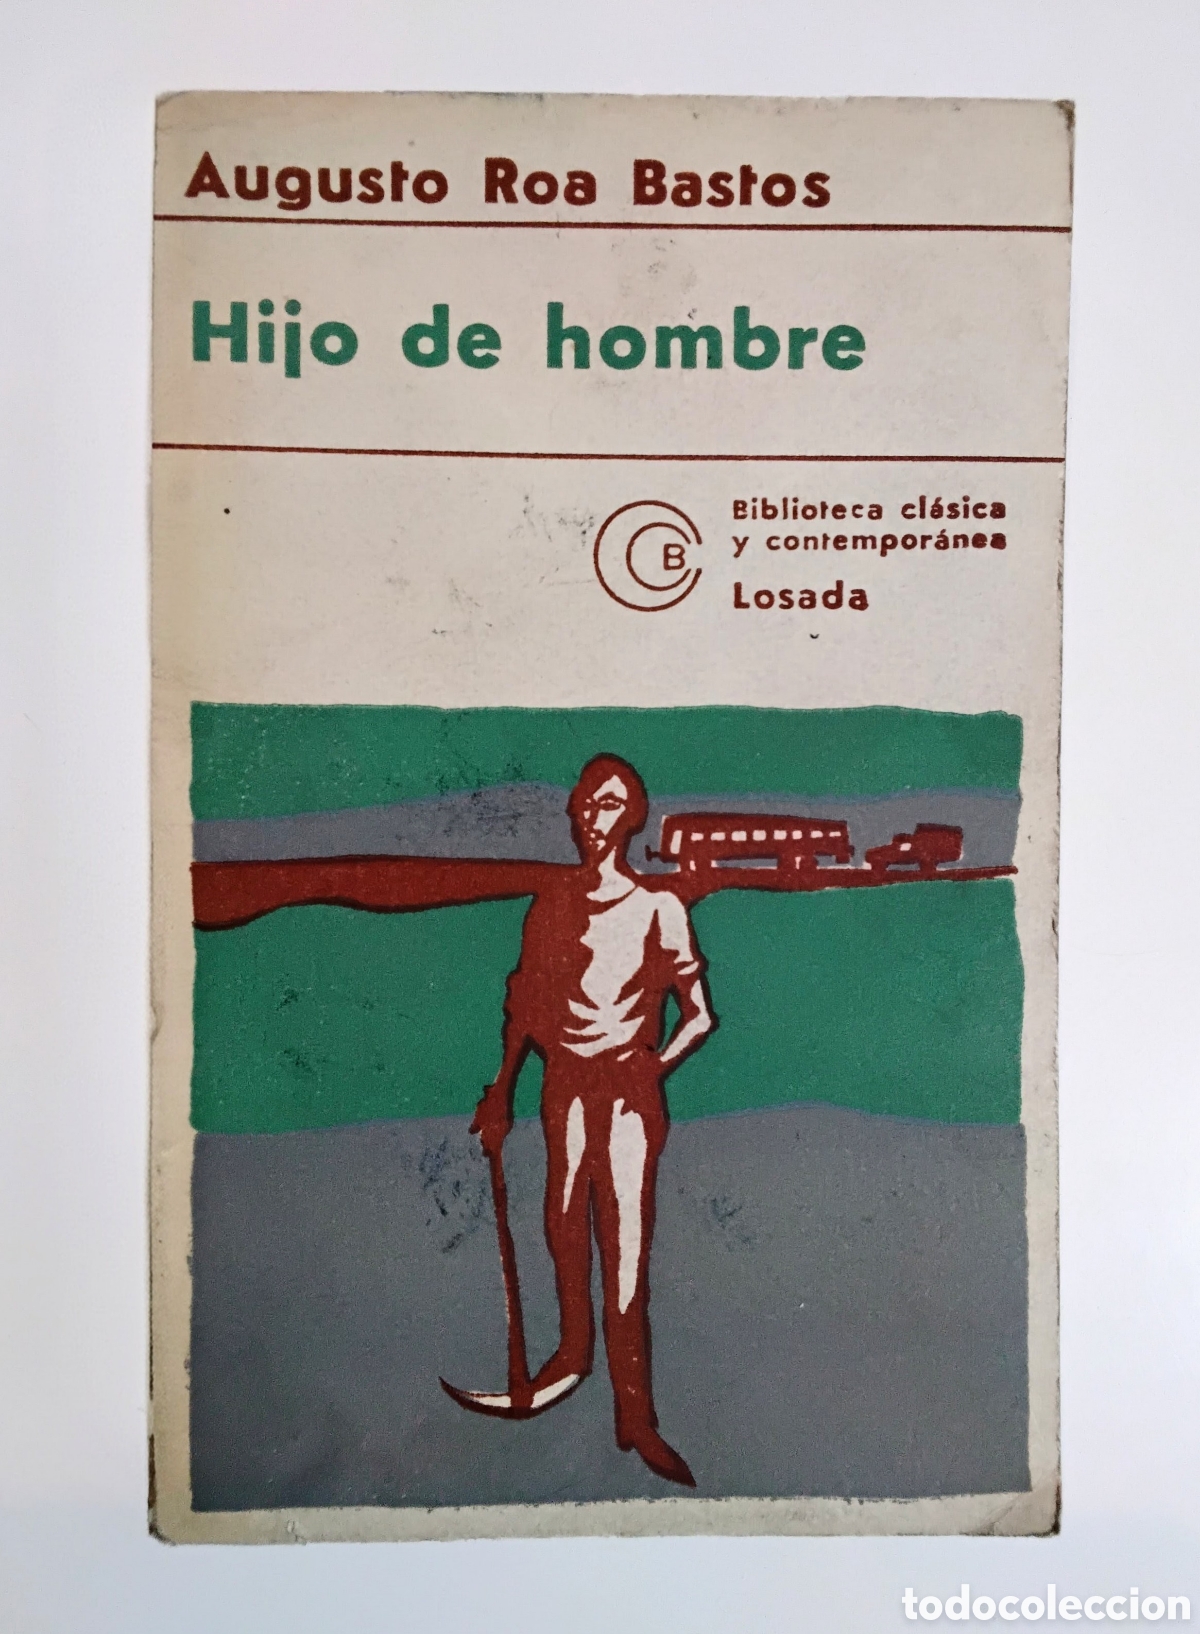 Augusto Roa Bastos
Hijo de hombre
B
Biblioteca clásica
y contemporánea
Losada
todocoleccion